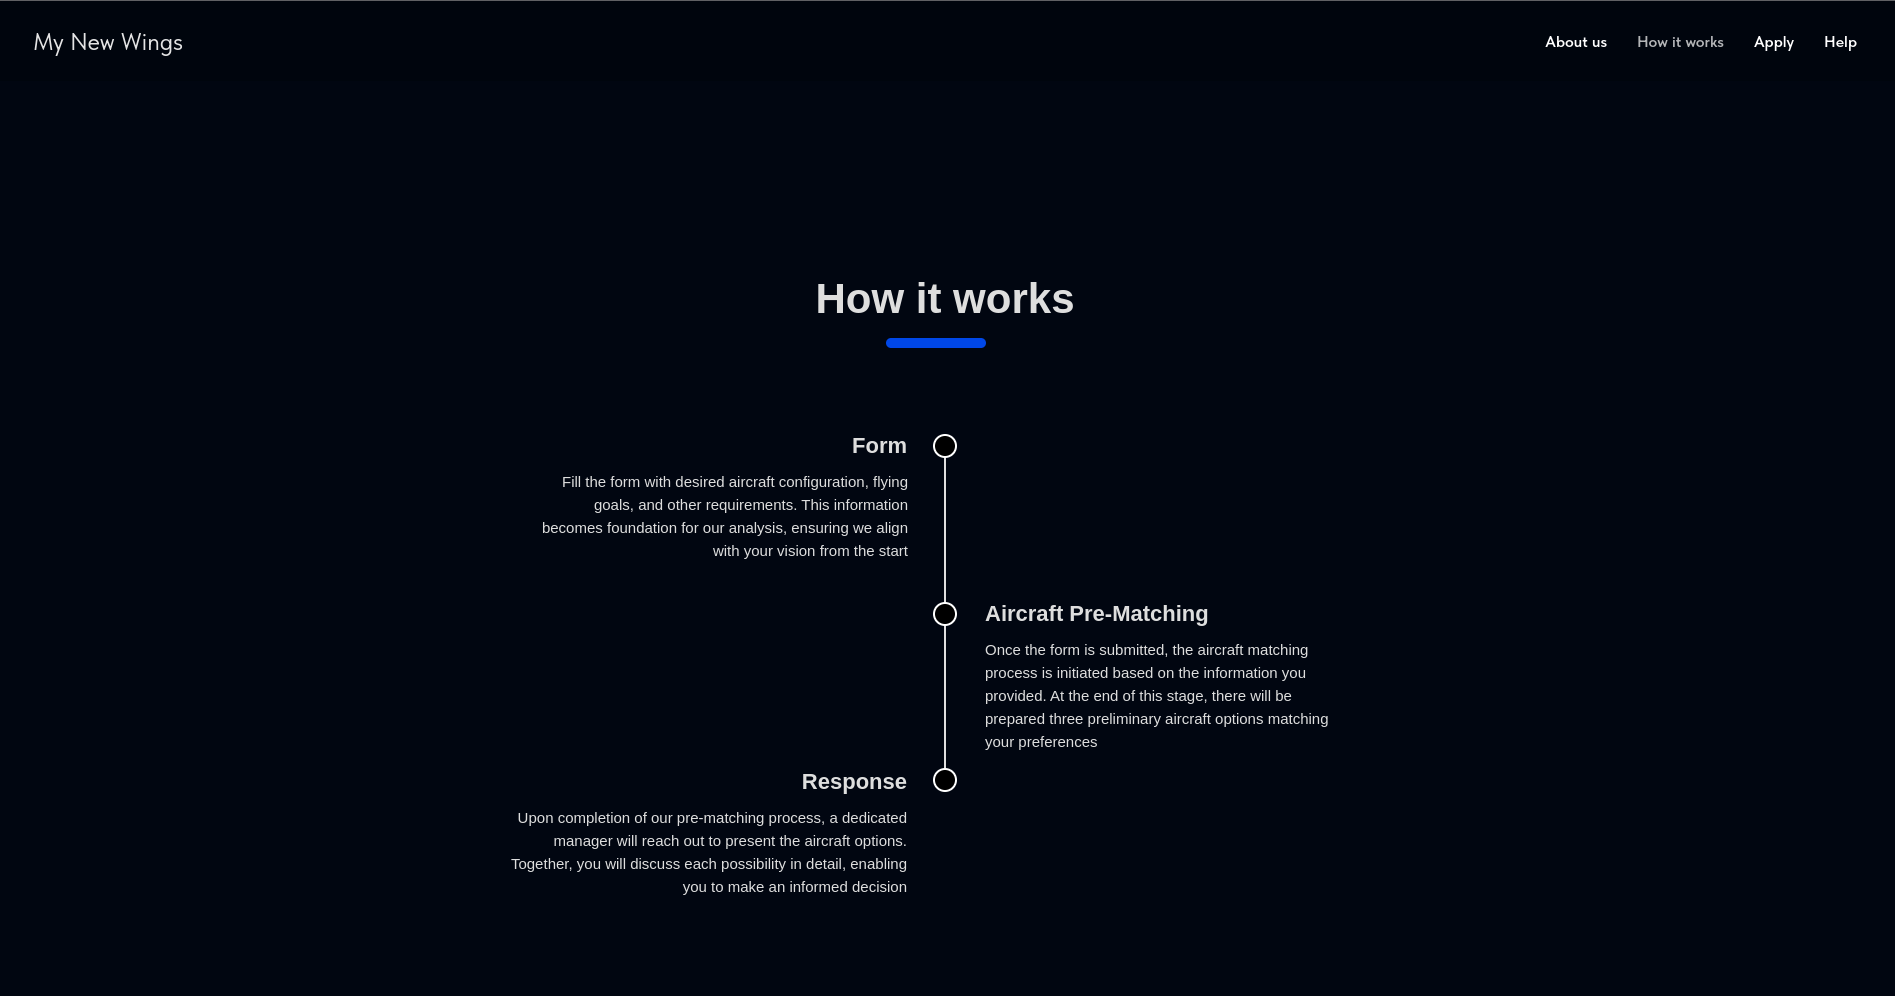 My New Wings
About us
How it works
Apply
Help
How it works
Form
Fill the form with desired aircraft configuration, flying
goals, and other requirements. This information
becomes foundation for our analysis, ensuring we align
with your vision from the start
Aircraft Pre-Matching
Once the form is submitted, the aircraft matching
process is initiated based on the information you
provided. At the end of this stage, there will be
prepared three preliminary aircraft options matching
your preferences
Response
Upon completion of our pre-matching process, a dedicated
manager will reach out to present the aircraft options.
Together, you will discuss each possibility in detail, enabling
you to make an informed decision